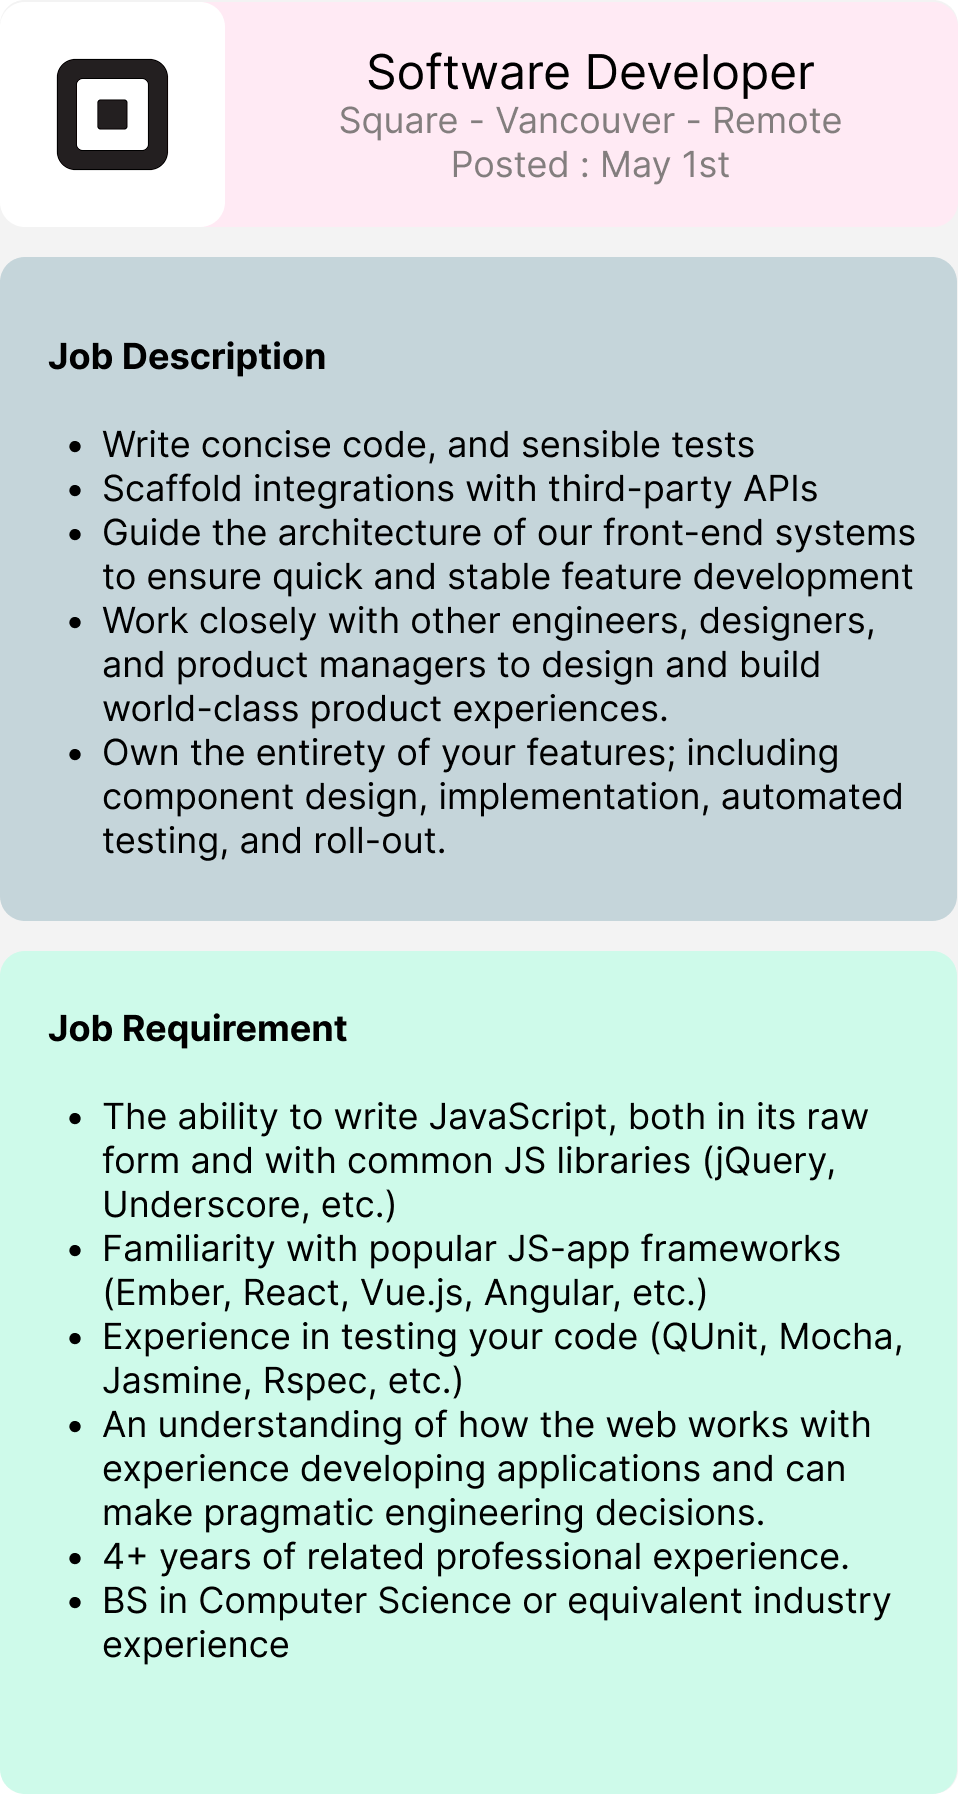 Software Developer
Square - Vancouver - Remote
Posted : May 1st
Job Description
• Write concise code, and sensible tests
• Scaffold integrations with third-party APIs
• Guide the architecture of our front-end systems
to ensure quick and stable feature development
• Work closely with other engineers, designers,
and product managers to design and build
world-class product experiences.
• Own the entirety of your features; including
component design, implementation, automated
testing, and roll-out.
Job Requirement
• The ability to write JavaScript, both in its raw
form and with common JS libraries (jQuery,
Underscore, etc.)
• Familiarity with popular JS-app frameworks
(Ember, React, Vue.js, Angular, etc.)
• Experience in testing your code (QUnit, Mocha,
Jasmine, Rspec, etc.)
• An understanding of how the web works with
experience developing applications and can
make pragmatic engineering decisions.
• 4+ years of related professional experience.
• BS in Computer Science or equivalent industry
experience